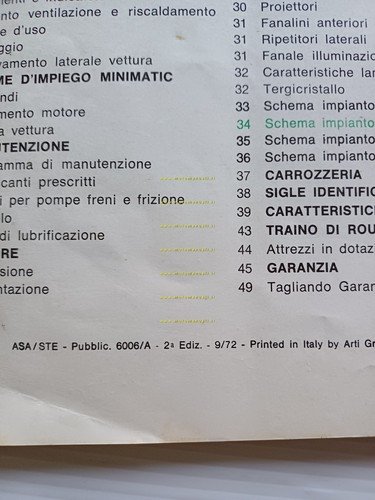 ento ventilazione e riscaldamento
e d'uso
ggio
vamento laterale vettura
ME D'IMPIEGO MINIMATIC
ndi
mento motore
a vettura
UTENZIONE
amma di manutenzione
canti prescritti
i per pompe freni e frizione
lo
di lubrificazione
RE
sione
ntazione
30 Proiettori
31 Fanalini anteriori
31 Ripetitori laterali
31 Fanale illuminazio
32 Caratteristiche la
32 Tergicristallo
33 Schema impianto
34 Schema impianto
35 Schema impianto
36 Schema impianto
37 CARROZZERIA
38 SIGLE IDENTIFIC
39 CARATTERISTIC
43 TRAINO DI ROU
44 Attrezzi in dotaz
45 GARANZIA
49 Tagliando Garan
ASA/STE - Pubblic. 6006/A - 2ª Ediz. - 9/72 - Printed in Italy by Arti Gr